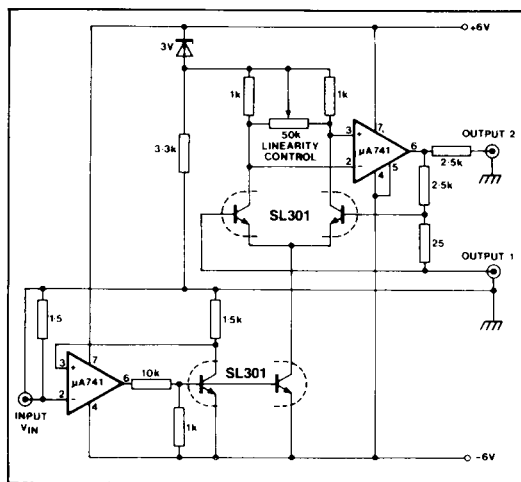 3V
+6V
1k
1k
3·3k
50k
LINEARITY
CONTROL
3
2
7
μA741
6
4
5
2·5k
OUTPUT 2
2·5k
SL301
25
OUTPUT 1
1·5
1·5k
3
2
7
μA741
6
4
10k
SL301
1k
INPUT
VIN
-6V